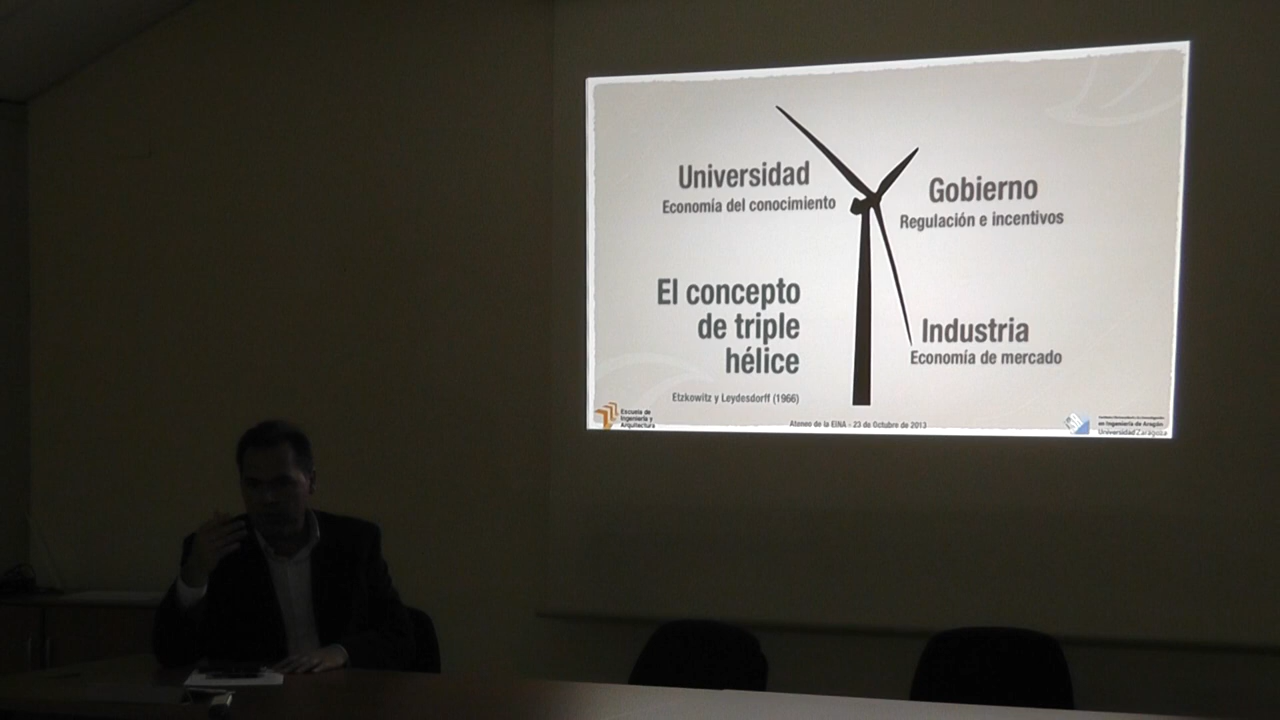 Universidad
Economía del conocimiento
Gobierno
Regulación e incentivos
El concepto
de triple
hélice
Etzkowitz y Leydesdorff (1966)
Industria
Economía de mercado
Escuela de
Ingeniería y
Arquitectura
Ateneo de la EINA - 23 de Octubre de 2013
en Ingeniería de Aragón
Universidad Zaragoza